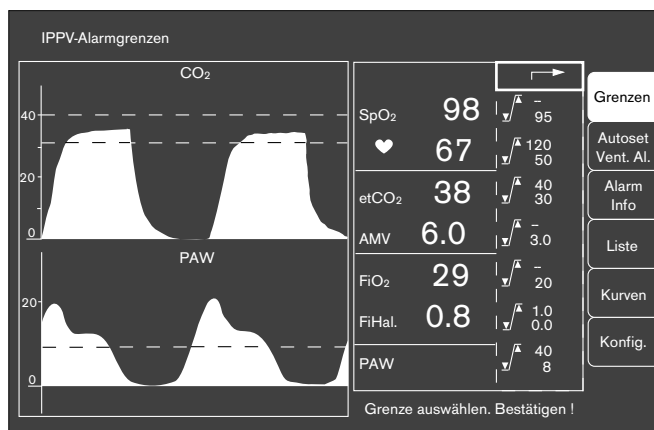 IPPV-Alarmgrenzen
CO₂
40
20
0
PAW
20
0
SpO₂ 98 –
95
67 120
50
etCO₂ 38 40
30
AMV 6.0 –
3.0
FiO₂ 29 –
20
FiHal. 0.8 1.0
0.0
PAW 40
8
Grenze auswählen. Bestätigen !
Grenzen
Autoset
Vent. Al.
Alarm
Info
Liste
Kurven
Konfig.